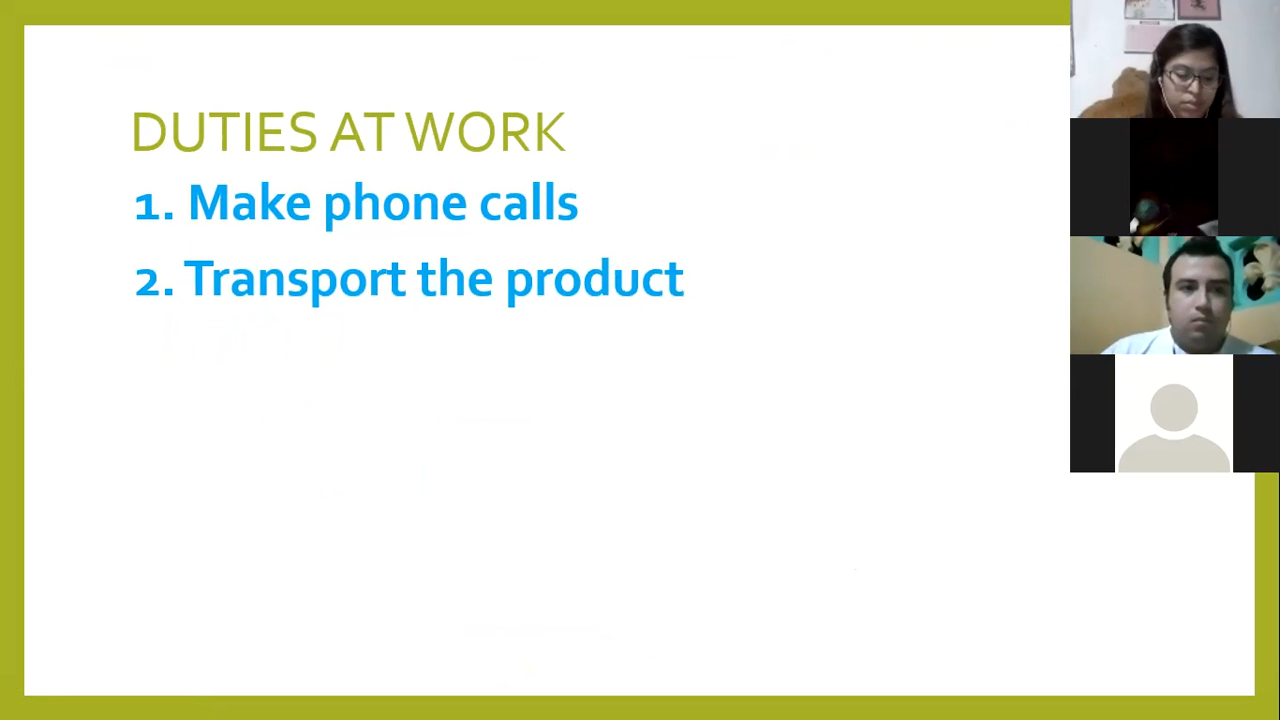 DUTIES AT WORK
1. Make phone calls
2. Transport the product